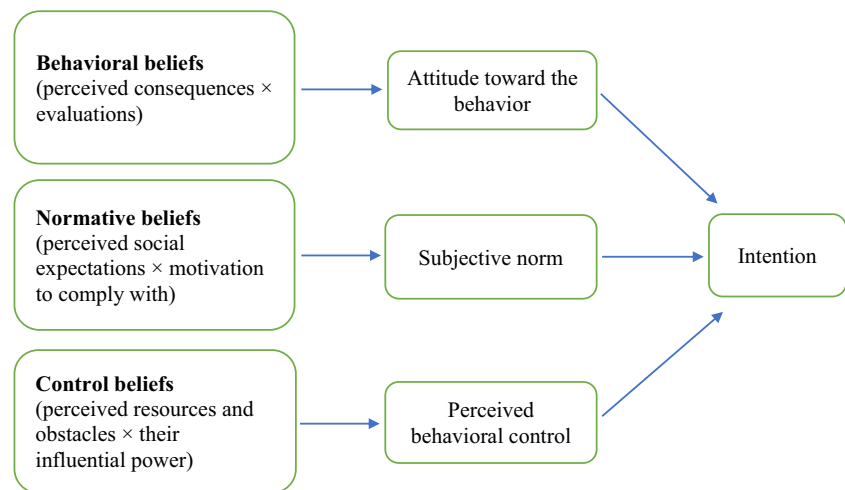 Behavioral beliefs
(perceived consequences ×
evaluations)
Attitude toward the
behavior
Normative beliefs
(perceived social
expectations × motivation
to comply with)
Subjective norm
Intention
Control beliefs
(perceived resources and
obstacles × their
influential power)
Perceived
behavioral control